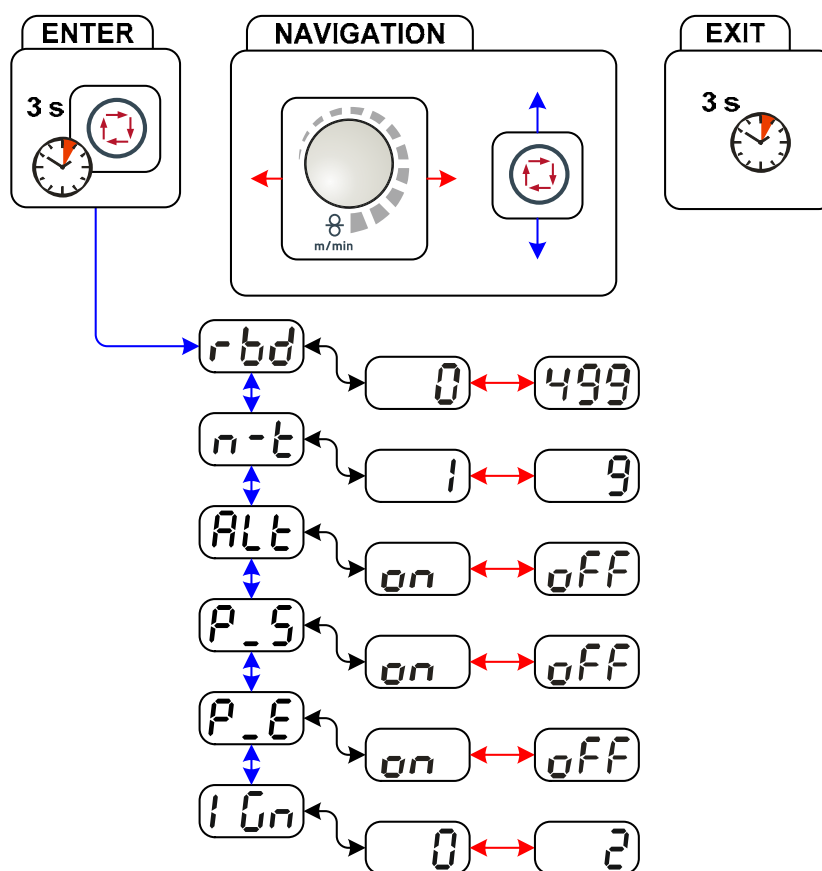 ENTER
NAVIGATION
EXIT
3 s
3 s
m/min
rbd
0
499
n-t
1
9
ALt
on
oFF
P_S
on
oFF
P_E
on
oFF
IGn
0
2